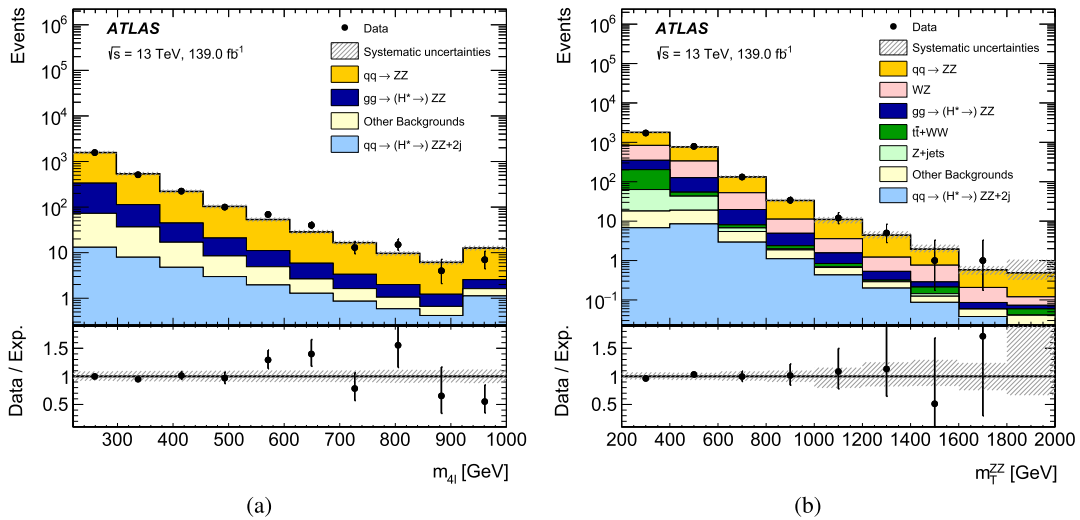 Events
10⁶
10⁵
10⁴
10³
10²
10
1
ATLAS
√s = 13 TeV, 139.0 fb⁻¹
Data
Systematic uncertainties
qq → ZZ
gg → (H* →) ZZ
Other Backgrounds
qq → (H* →) ZZ+2j
Data / Exp.
1.5
1
0.5
300 400 500 600 700 800 900 1000
m₄ₗ [GeV]
(a)
Events
10⁶
10⁵
10⁴
10³
10²
10
1
10⁻¹
ATLAS
√s = 13 TeV, 139.0 fb⁻¹
Data
Systematic uncertainties
qq → ZZ
WZ
gg → (H* →) ZZ
tt̄+WW
Z+jets
Other Backgrounds
qq → (H* →) ZZ+2j
Data / Exp.
1.5
1
0.5
200 400 600 800 1000 1200 1400 1600 1800 2000
m_T^ZZ [GeV]
(b)